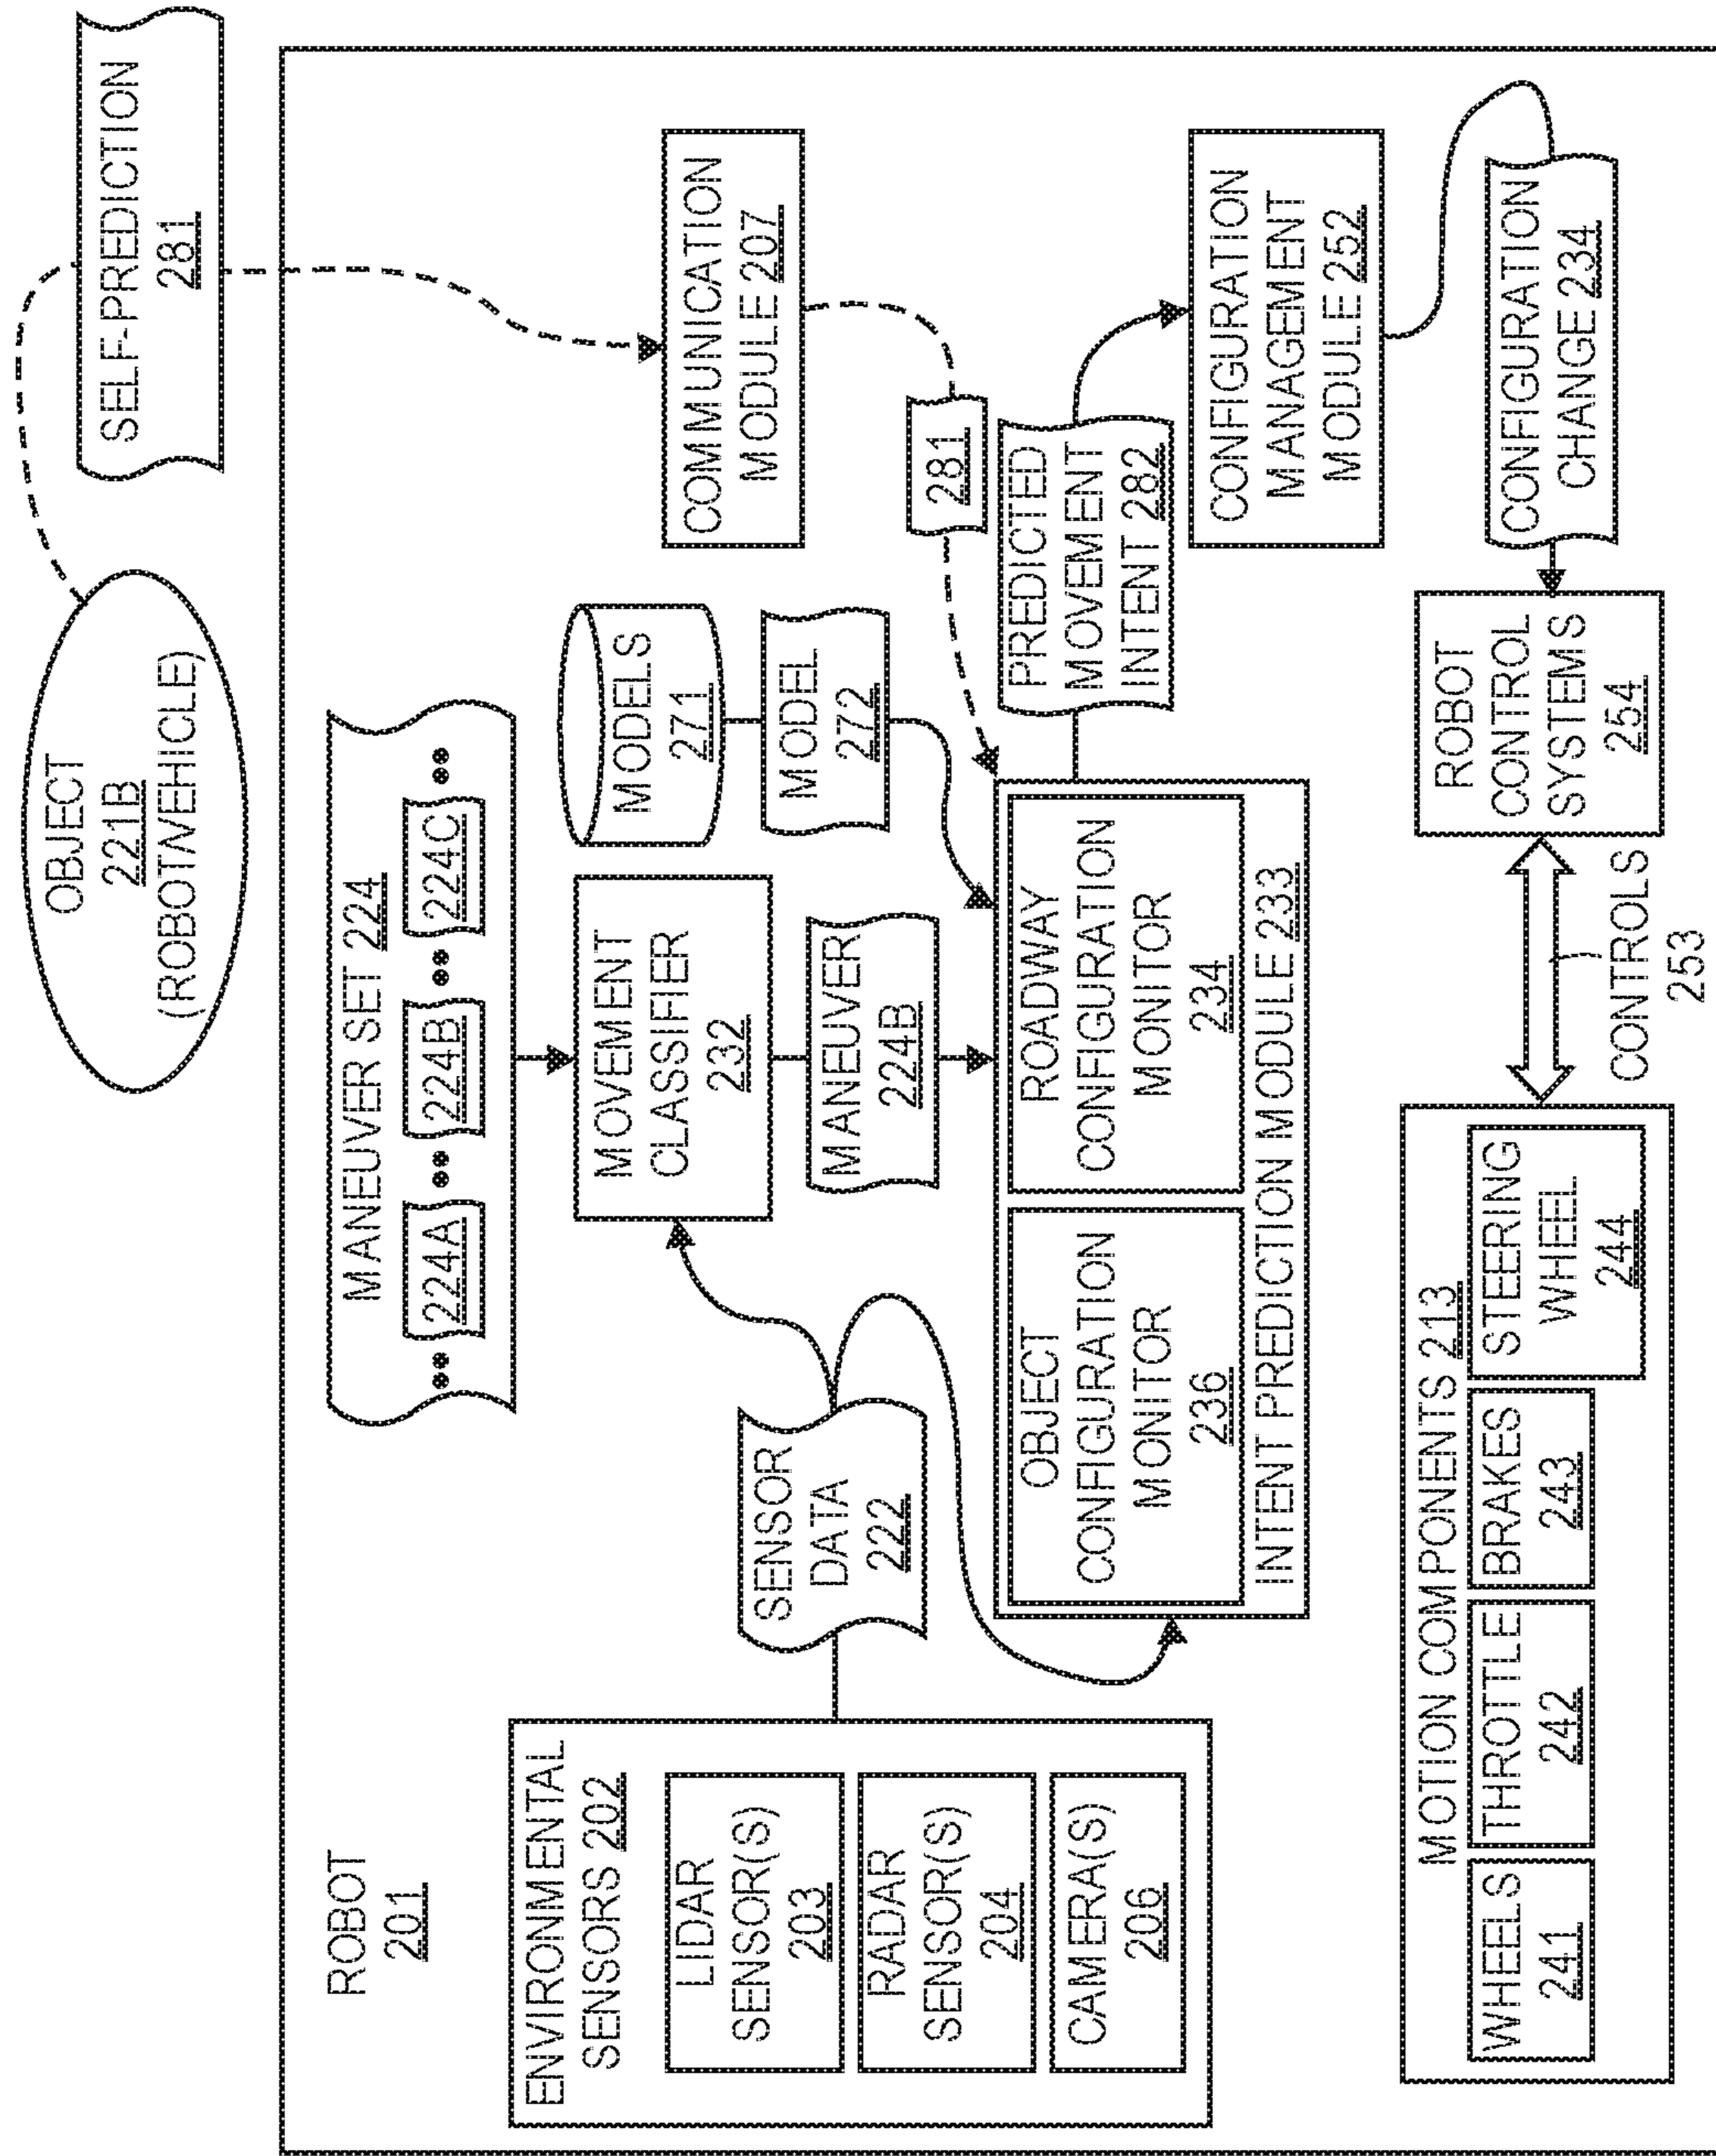 OBJECT
221B
(ROBOT/VEHICLE)
SELF-PREDICTION
281
ROBOT
201
ENVIRONMENTAL
SENSORS 202
LIDAR
SENSOR(S)
203
RADAR
SENSOR(S)
204
CAMERA(S)
206
SENSOR
DATA
222
MANEUVER SET 224
224A
224B
224C
MOVEMENT
CLASSIFIER
232
MANEUVER
224B
MODELS
271
MODEL
272
COMMUNICATION
MODULE 207
281
OBJECT
CONFIGURATION
MONITOR
236
ROADWAY
CONFIGURATION
MONITOR
234
INTENT PREDICTION MODULE 233
PREDICTED
MOVEMENT
INTENT 282
CONFIGURATION
MANAGEMENT
MODULE 252
CONFIGURATION
CHANGE 234
ROBOT
CONTROL
SYSTEMS
254
CONTROLS
253
MOTION COMPONENTS 213
WHEELS
241
THROTTLE
242
BRAKES
243
STEERING
WHEEL
244